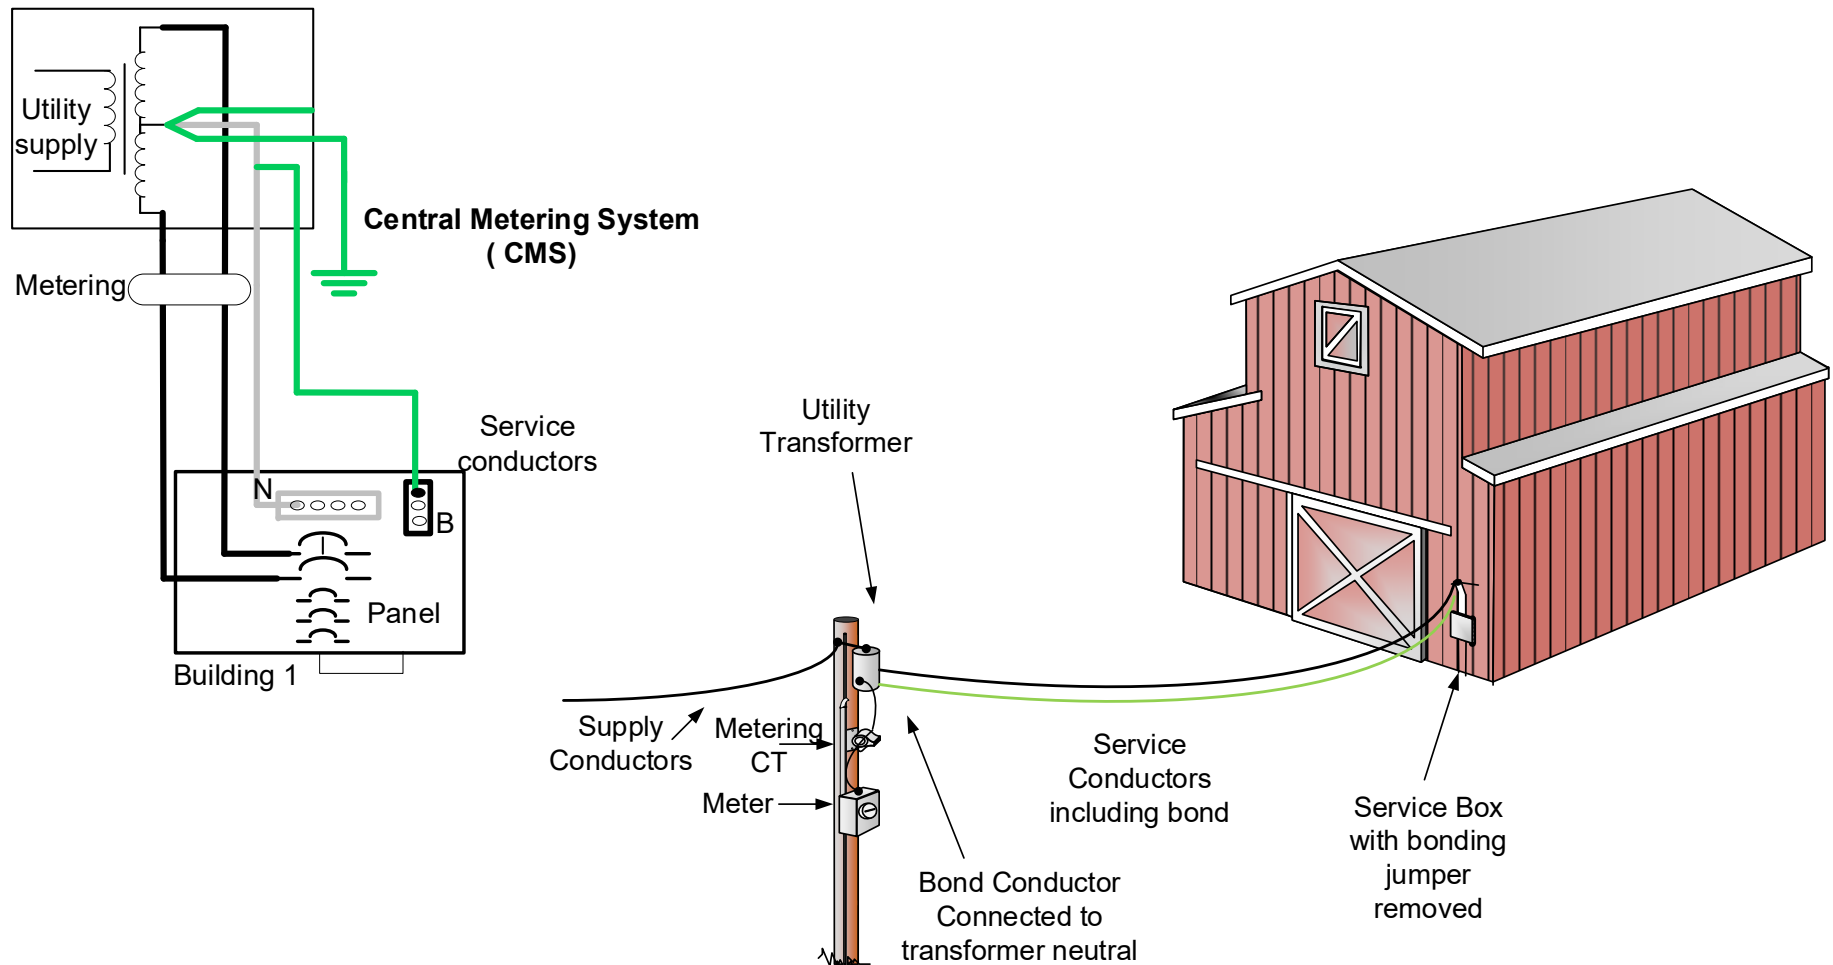 Utility
supply
Central Metering System
( CMS)
Metering
Service
conductors
N
B
Panel
Building 1
Utility
Transformer
Supply
Conductors
Metering
CT
Meter
Bond Conductor
Connected to
transformer neutral
Service
Conductors
including bond
Service Box
with bonding
jumper
removed